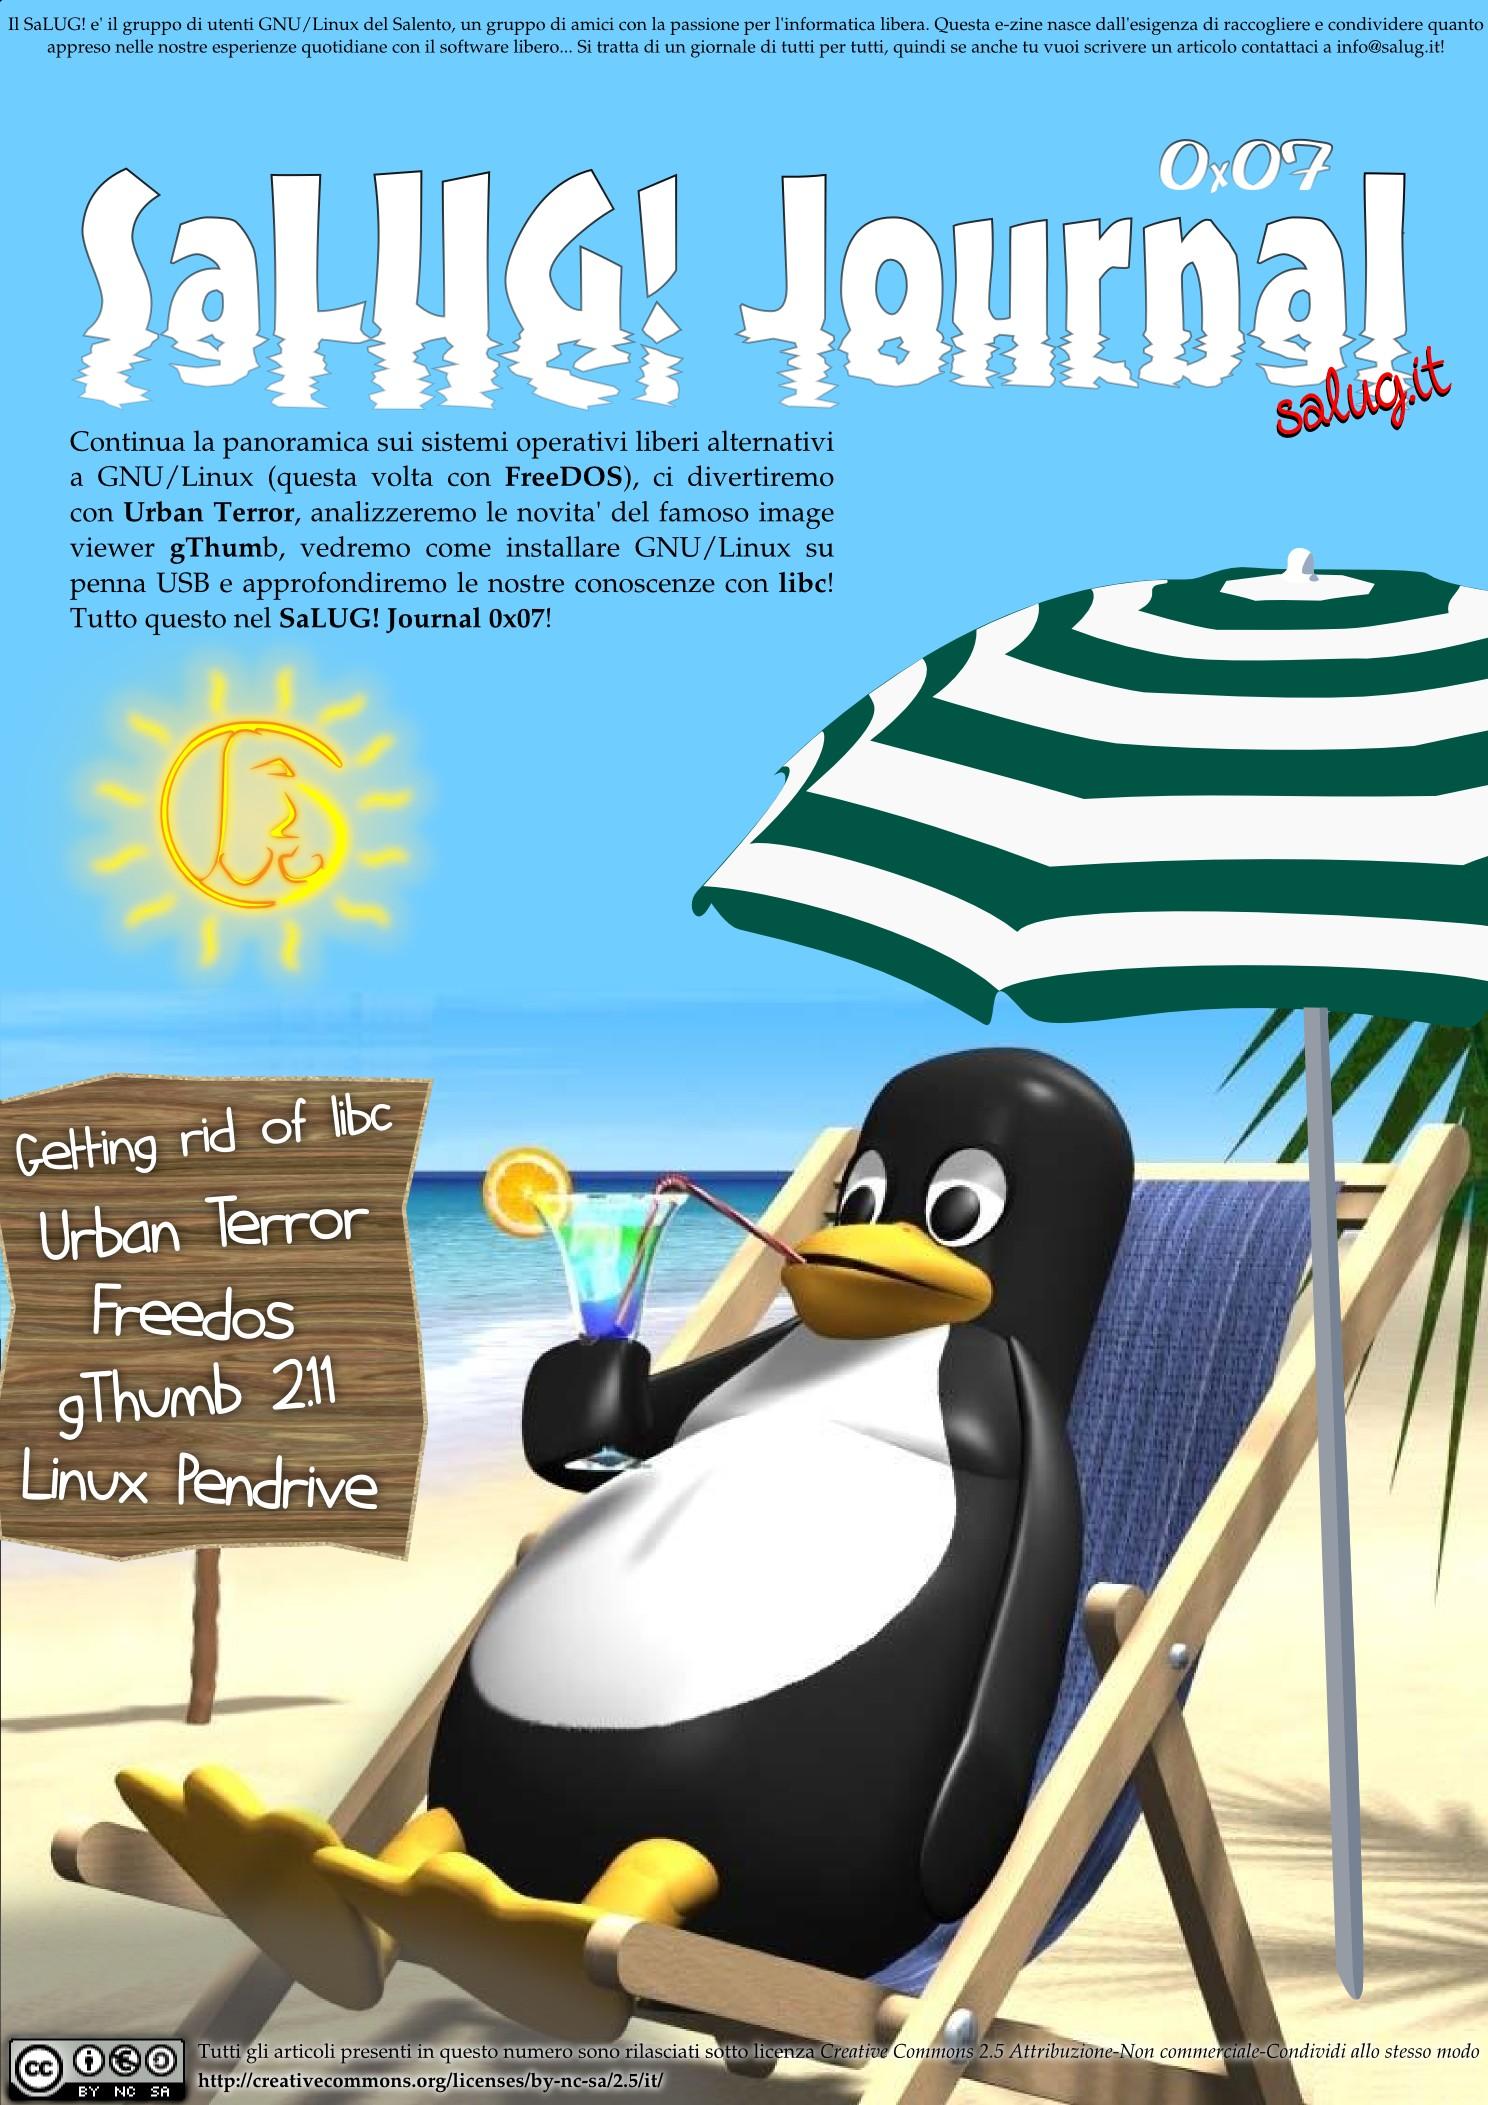 Il SaLUG! e' il gruppo di utenti GNU/Linux del Salento, un gruppo di amici con la passione per l'informatica libera. Questa e-zine nasce dall'esigenza di raccogliere e condividere quanto
appreso nelle nostre esperienze quotidiane con il software libero... Si tratta di un giornale di tutti per tutti, quindi se anche tu vuoi scrivere un articolo contattaci a info@salug.it!
0x07
SaLUG! Journal
salug.it
Continua la panoramica sui sistemi operativi liberi alternativi
a GNU/Linux (questa volta con FreeDOS), ci divertiremo
con Urban Terror, analizzeremo le novita' del famoso image
viewer gThumb, vedremo come installare GNU/Linux su
penna USB e approfondiremo le nostre conoscenze con libc!
Tutto questo nel SaLUG! Journal 0x07!
Getting rid of libc
Urban Terror
Freedos
gThumb 2.11
Linux Pendrive
cc
BY NC SA
Tutti gli articoli presenti in questo numero sono rilasciati sotto licenza Creative Commons 2.5 Attribuzione-Non commerciale-Condividi allo stesso modo
http://creativecommons.org/licenses/by-nc-sa/2.5/it/